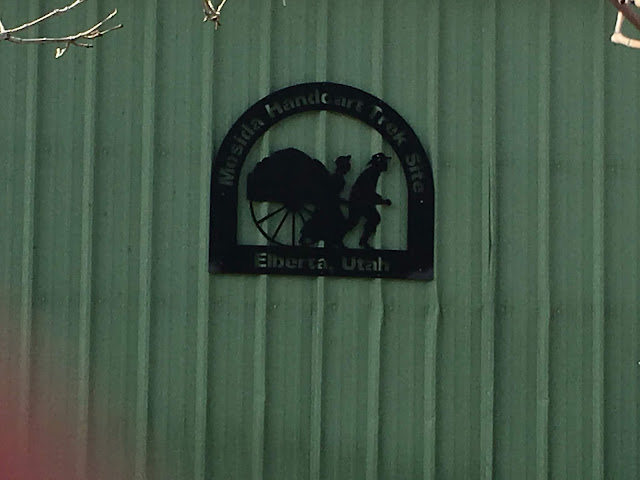 Mosida Handcart Trek Site
Elberta, Utah